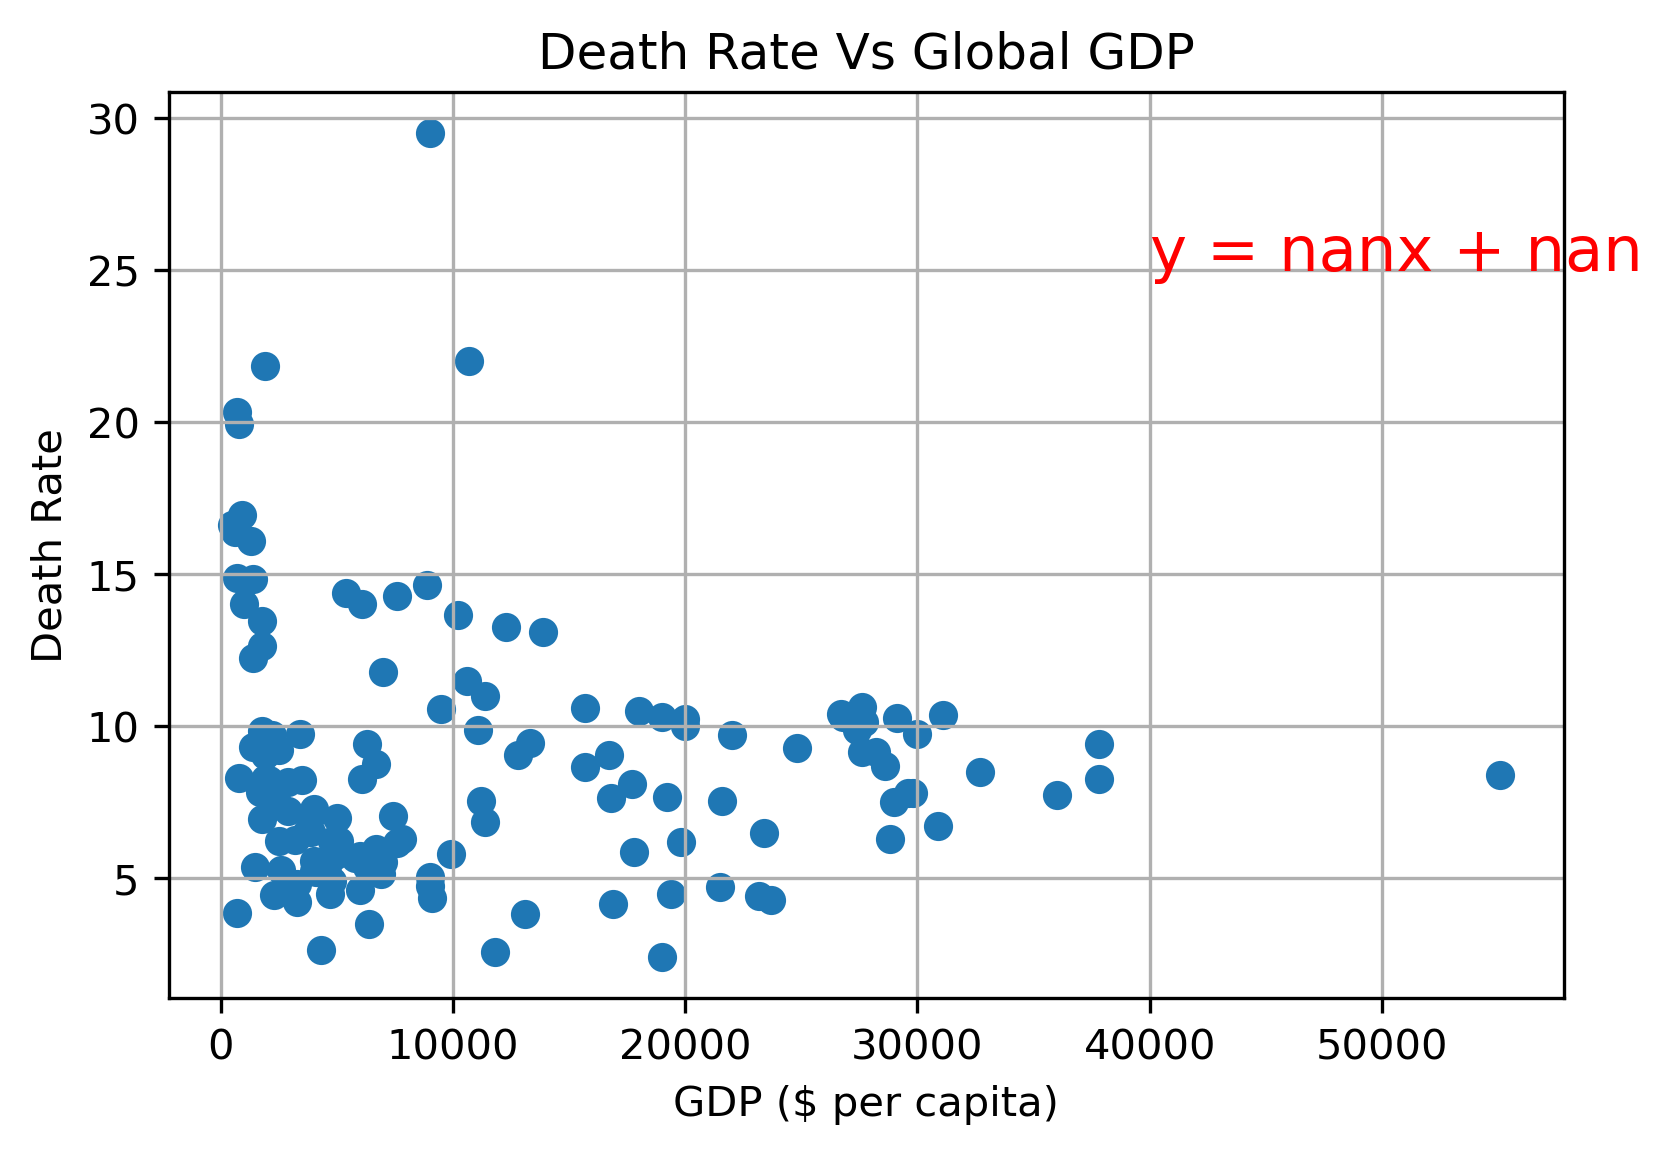 Death Rate Vs Global GDP
30
25
20
15
10
5
Death Rate
y = nanx + nan
0 10000 20000 30000 40000 50000
GDP ($ per capita)